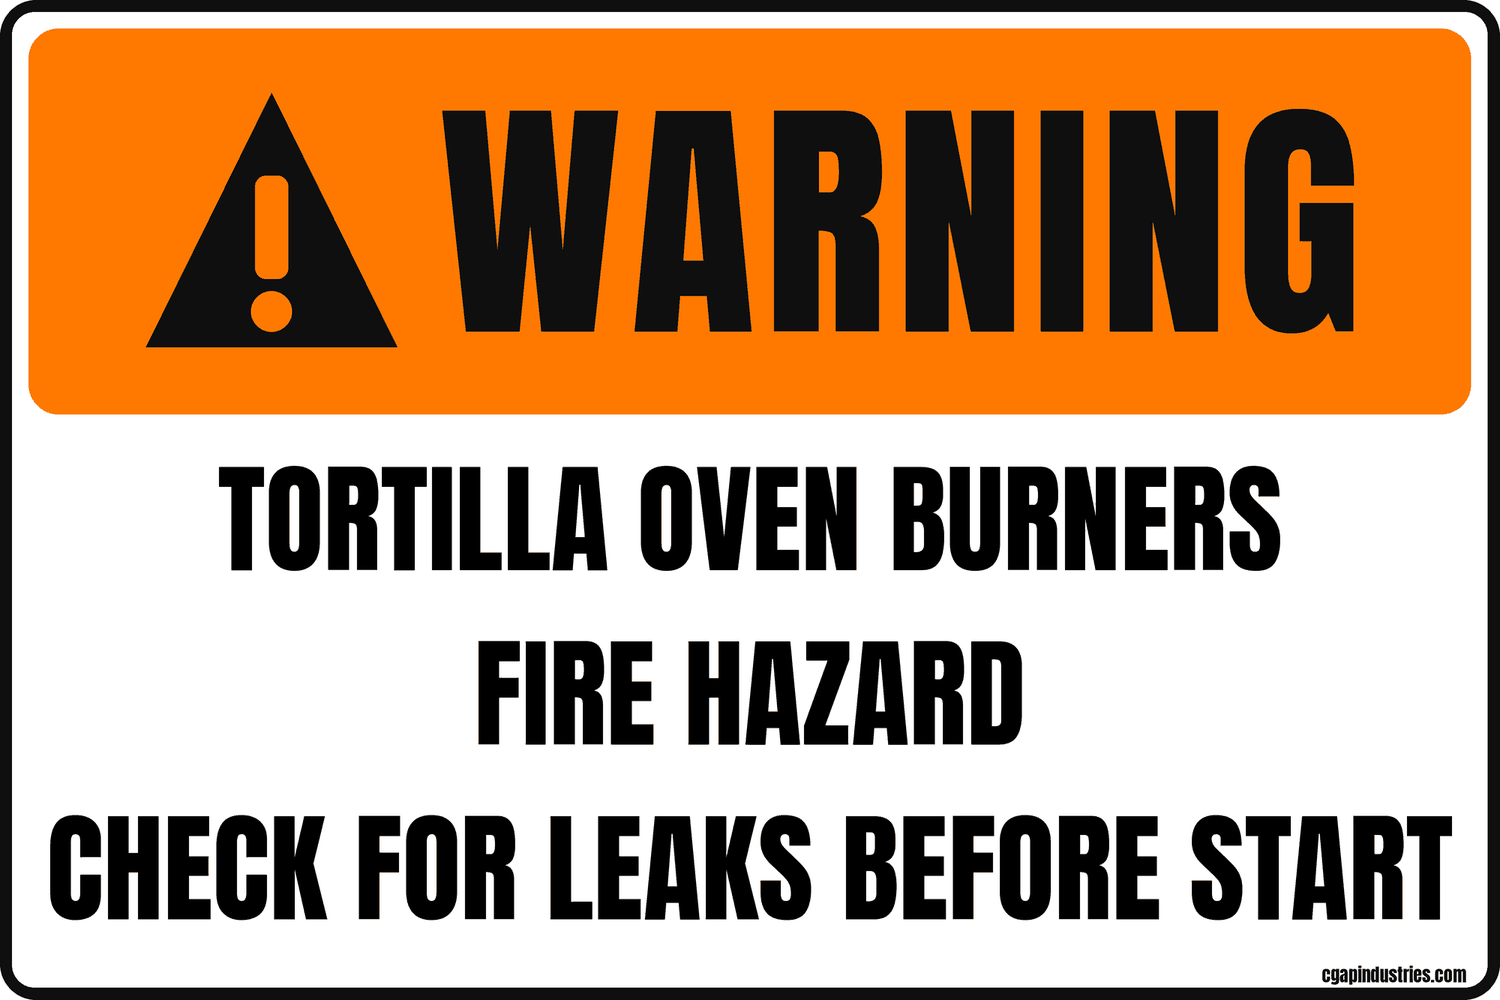 WARNING
TORTILLA OVEN BURNERS
FIRE HAZARD
CHECK FOR LEAKS BEFORE START
cgapindustries.com